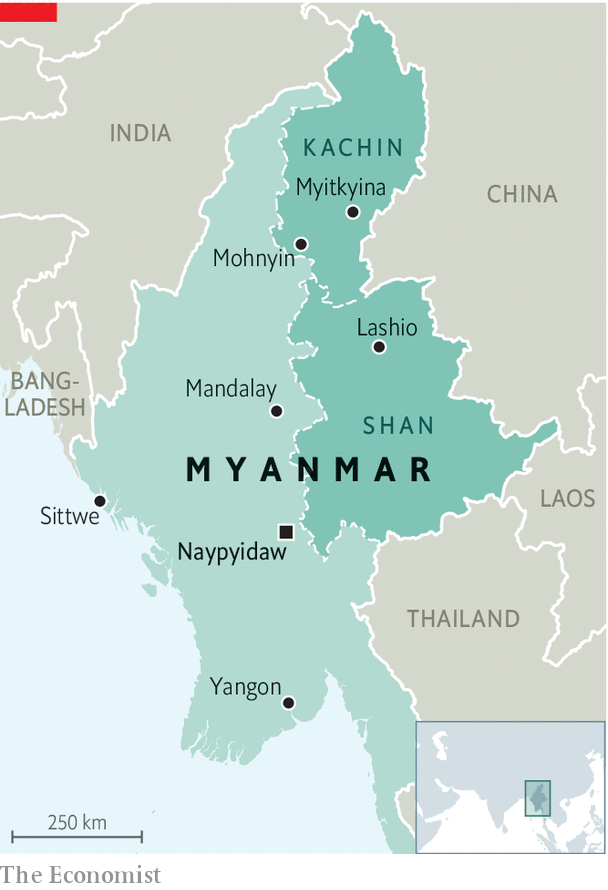 INDIA
KACHIN
Myitkyina
CHINA
Mohnyin
Lashio
BANG-
LADESH
Mandalay
SHAN
MYANMAR
Sittwe
LAOS
Naypyidaw
THAILAND
Yangon
250 km
The Economist